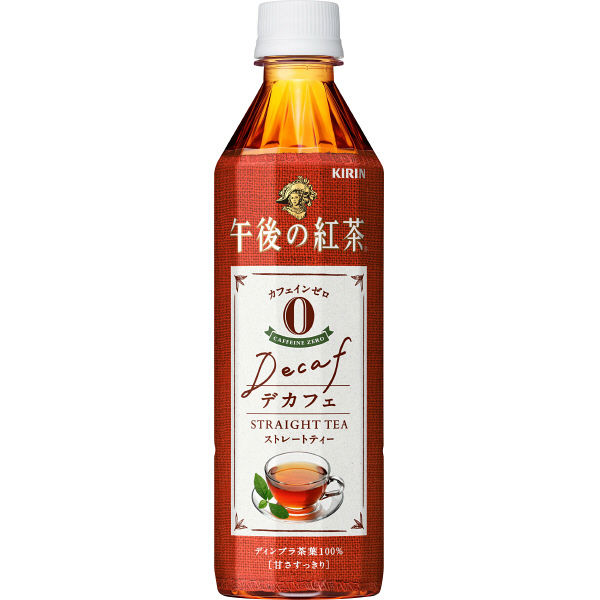 KIRIN
午後の紅茶
カフェインゼロ
0
CAFFEINE ZERO
Decaf
デカフェ
STRAIGHT TEA
ストレートティー
ディンブラ茶葉100%
[甘さすっきり]